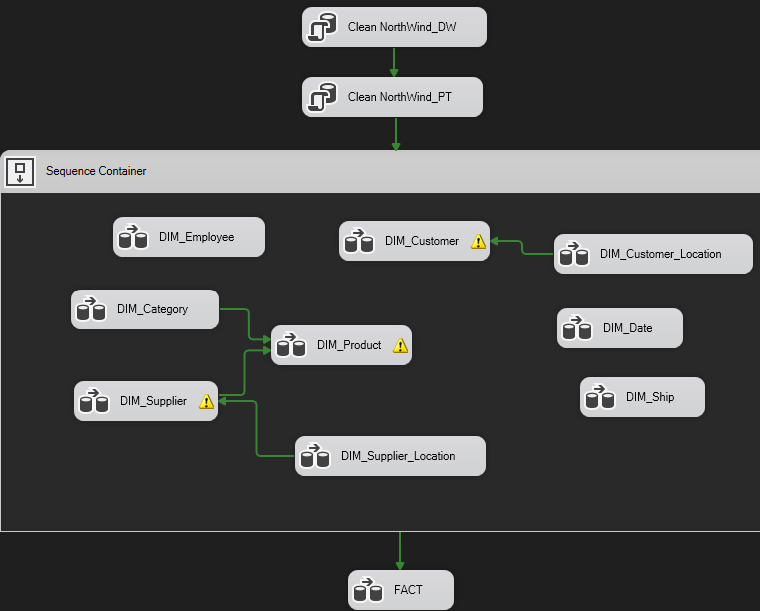 Clean NorthWind_DW
Clean NorthWind_PT
Sequence Container
DIM_Employee
DIM_Customer
DIM_Customer_Location
DIM_Category
DIM_Date
DIM_Product
DIM_Supplier
DIM_Ship
DIM_Supplier_Location
FACT